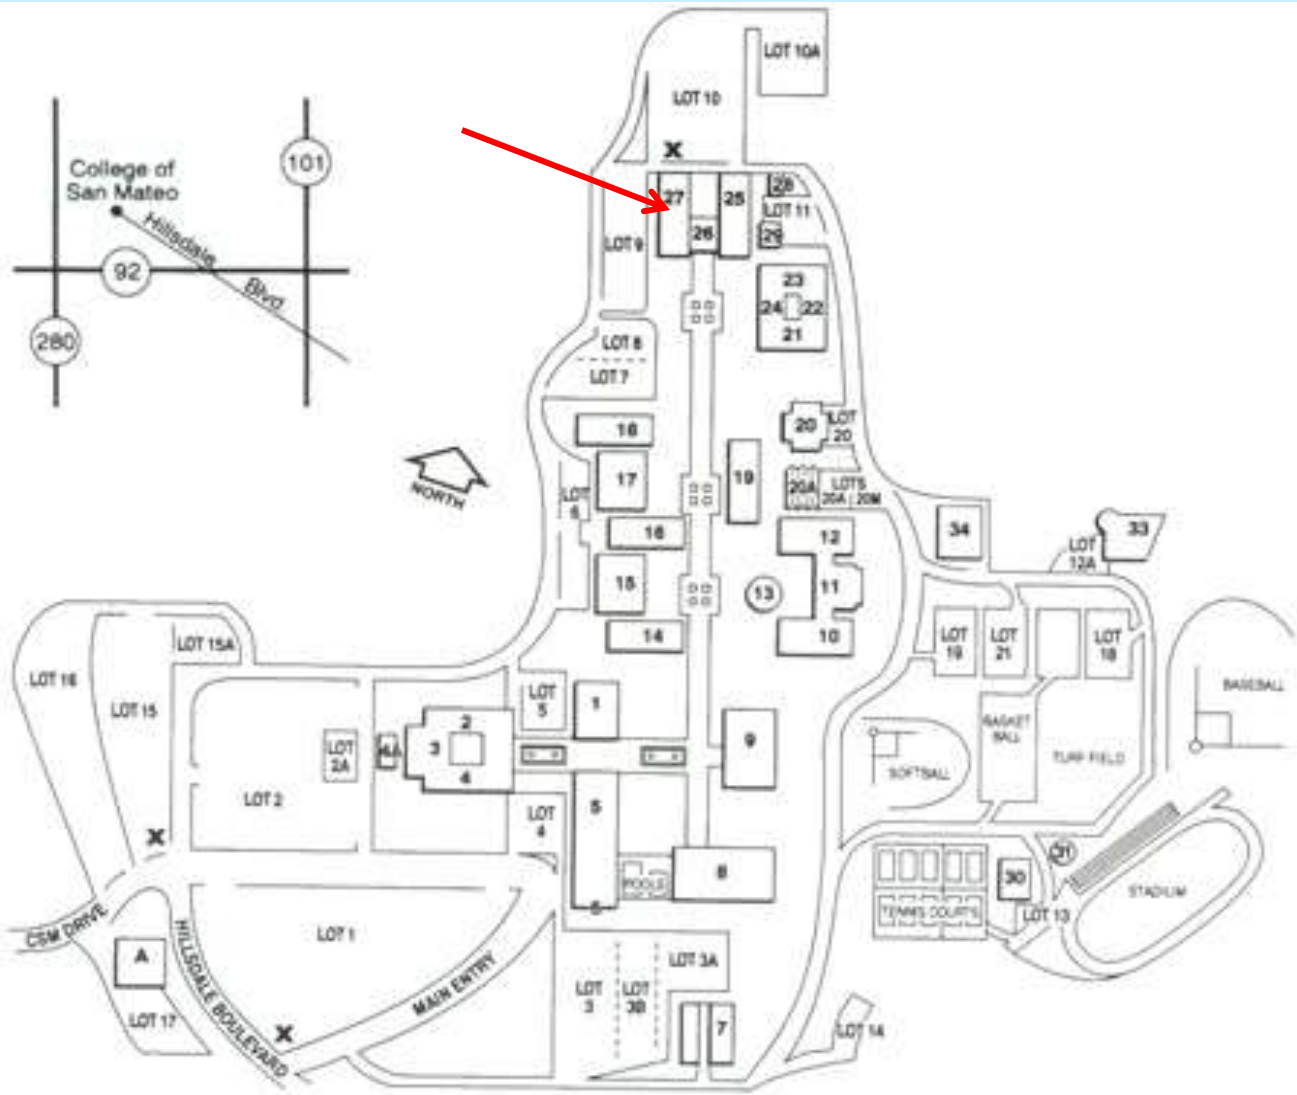 LOT 10A
LOT 10
X
101
College of
San Mateo
Hillsdale
Blvd
92
280
27
25
28
LOT 11
26
29
LOT 9
23
24
22
21
LOT 8
LOT 7
18
20
LOT
20
NORTH
17
19
20A
LOTS
20A
20M
LOT
6
16
12
34
33
LOT
12A
15
13
11
14
10
LOT
19
LOT
21
LOT
18
LOT 15A
LOT 16
LOT 15
LOT
5
1
BASEBALL
2
3
4
4A
LOT
2A
9
BASKET
BALL
TURF FIELD
SOFTBALL
LOT 2
5
LOT
4
X
8
POOLS
6
31
30
STADIUM
TENNIS COURTS
LOT 13
CSM DRIVE
A
HILLSDALE BOULEVARD
LOT 1
MAIN ENTRY
LOT 3A
LOT
3
LOT
3B
LOT 17
X
7
LOT 14